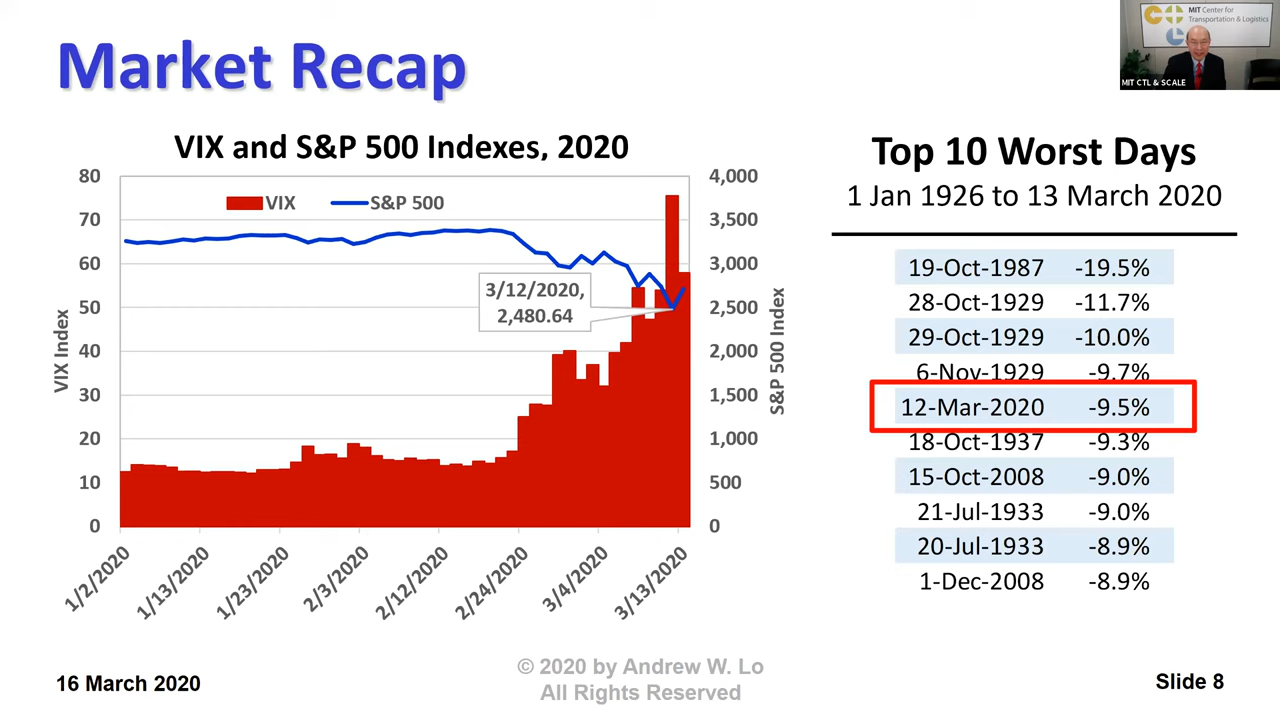 Market Recap
MIT Center for
Transportation & Logistics
MIT CTL & SCALE
VIX and S&P 500 Indexes, 2020
VIX
S&P 500
80
70
60
50
40
30
20
10
0
VIX Index
4,000
3,500
3,000
2,500
2,000
1,500
1,000
500
0
S&P 500 Index
3/12/2020,
2,480.64
1/2/2020
1/13/2020
1/23/2020
2/3/2020
2/12/2020
2/24/2020
3/4/2020
3/13/2020
Top 10 Worst Days
1 Jan 1926 to 13 March 2020
19-Oct-1987 -19.5%
28-Oct-1929 -11.7%
29-Oct-1929 -10.0%
6-Nov-1929 -9.7%
12-Mar-2020 -9.5%
18-Oct-1937 -9.3%
15-Oct-2008 -9.0%
21-Jul-1933 -9.0%
20-Jul-1933 -8.9%
1-Dec-2008 -8.9%
16 March 2020
© 2020 by Andrew W. Lo
All Rights Reserved
Slide 8